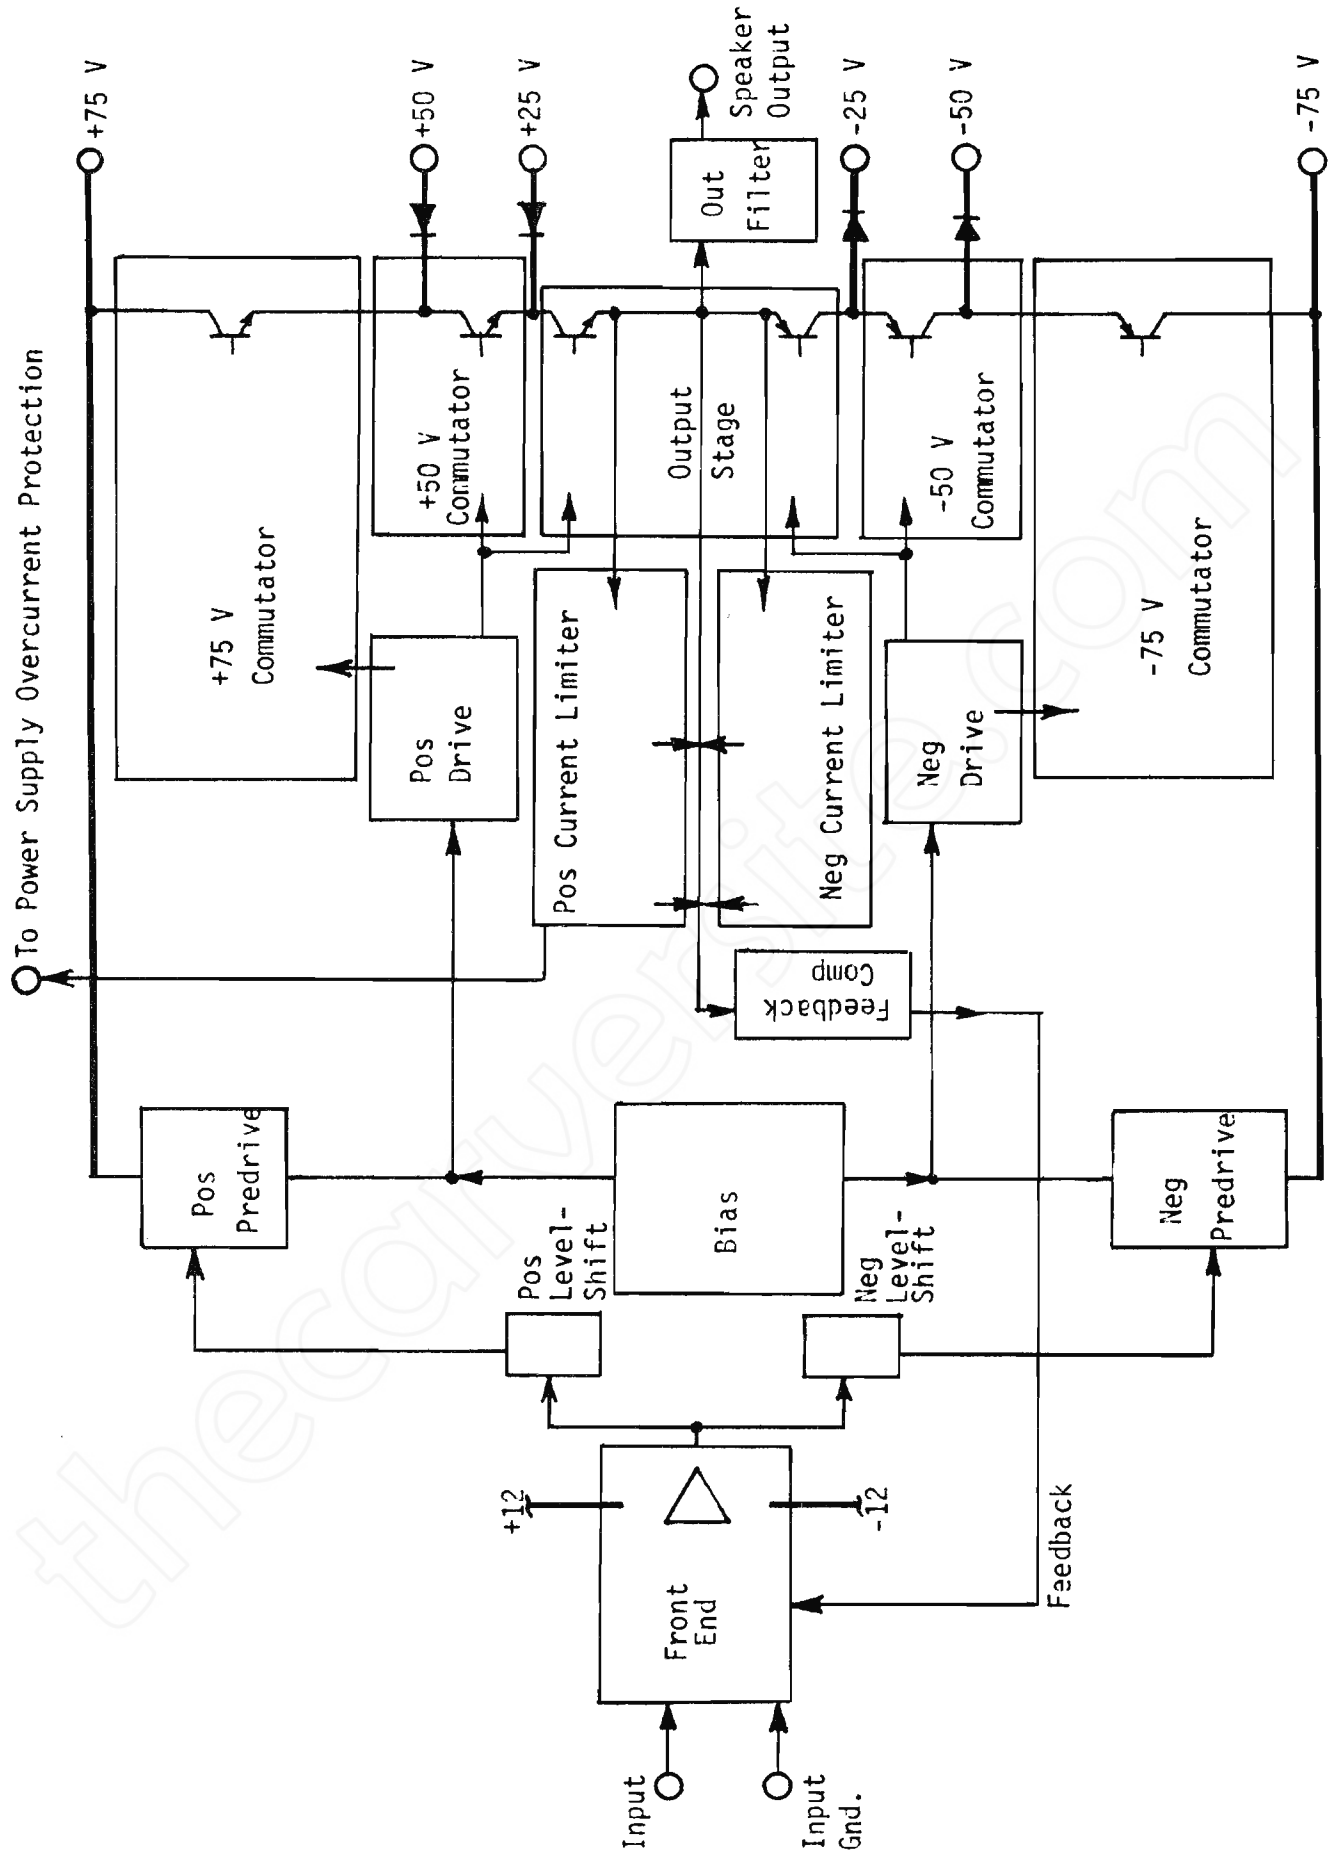 To Power Supply Overcurrent Protection
+75 V
+75 V
Commutator
+50 V
+50 V
Commutator
+25 V
Pos
Predrive
Pos
Drive
Pos Current Limiter
Output
Stage
Out
Filter
Speaker
Output
Pos
Level-
Shift
+12
Input
Front
End
Bias
Feedback
Comp
Neg Current Limiter
Input
Gnd.
-12
Neg
Level-
Shift
Neg
Drive
-25 V
-50 V
Commutator
-50 V
Feedback
Neg
Predrive
-75 V
Commutator
-75 V
thecarversite.com